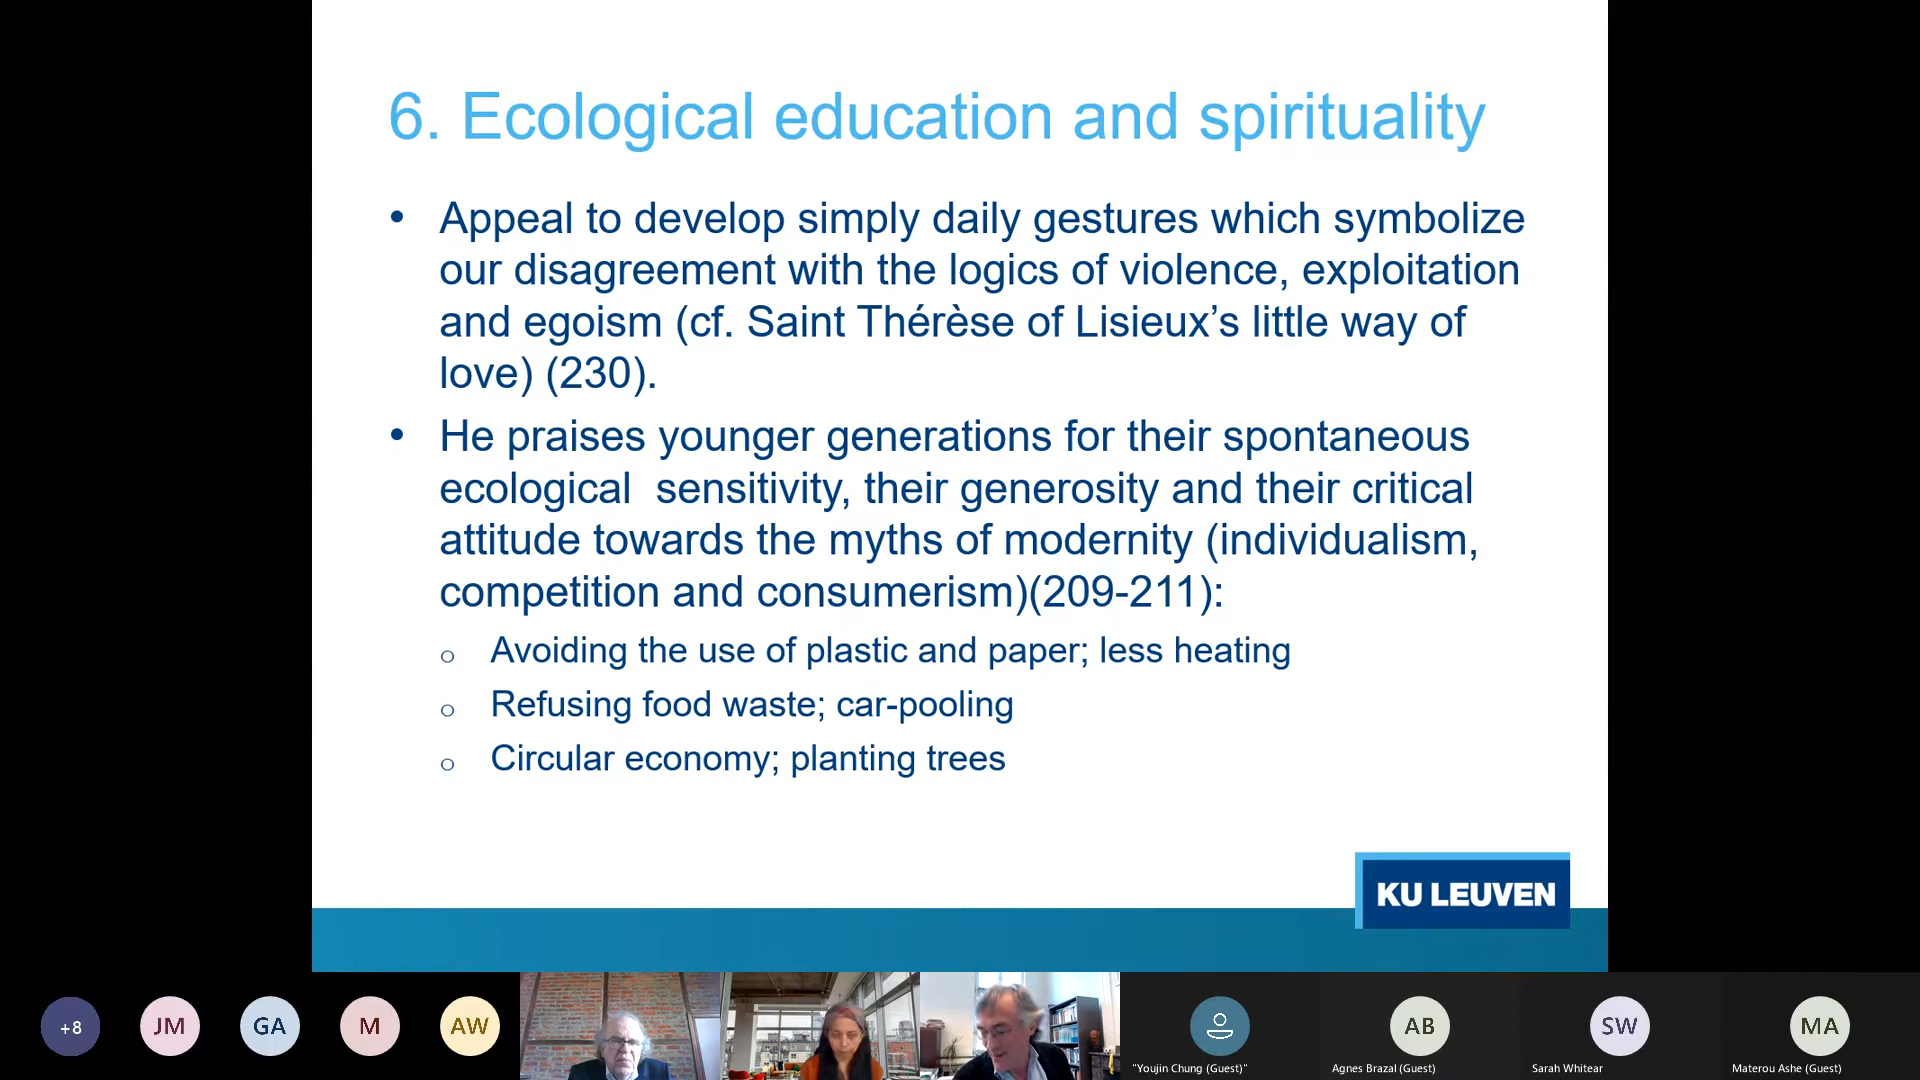 6. Ecological education and spirituality
• Appeal to develop simply daily gestures which symbolize
our disagreement with the logics of violence, exploitation
and egoism (cf. Saint Thérèse of Lisieux’s little way of
love) (230).
• He praises younger generations for their spontaneous
ecological  sensitivity, their generosity and their critical
attitude towards the myths of modernity (individualism,
competition and consumerism)(209-211):
o Avoiding the use of plastic and paper; less heating
o Refusing food waste; car-pooling
o Circular economy; planting trees
KU LEUVEN
+8
JM
GA
M
AW
AB
SW
MA
"Youjin Chung (Guest)"
Agnes Brazal (Guest)
Sarah Whitear
Materou Ashe (Guest)